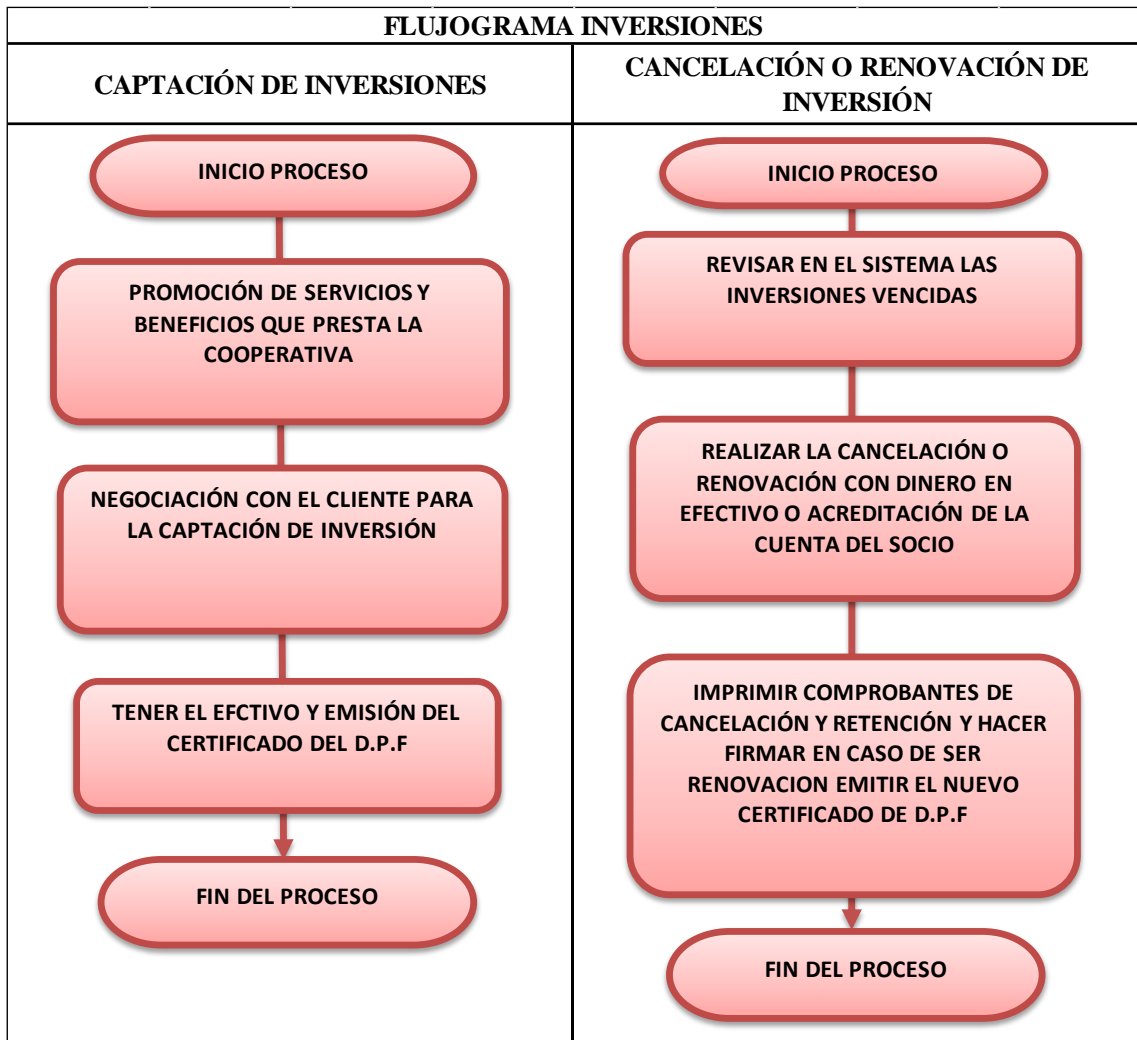 FLUJOGRAMA INVERSIONES
CAPTACIÓN DE INVERSIONES
INICIO PROCESO
PROMOCIÓN DE SERVICIOS Y
BENEFICIOS QUE PRESTA LA
COOPERATIVA
NEGOCIACIÓN CON EL CLIENTE PARA
LA CAPTACIÓN DE INVERSIÓN
TENER EL EFCTIVO Y EMISIÓN DEL
CERTIFICADO DEL D.P.F
FIN DEL PROCESO
CANCELACIÓN O RENOVACIÓN DE
INVERSIÓN
INICIO PROCESO
REVISAR EN EL SISTEMA LAS
INVERSIONES VENCIDAS
REALIZAR LA CANCELACIÓN O
RENOVACIÓN CON DINERO EN
EFECTIVO O ACREDITACIÓN DE LA
CUENTA DEL SOCIO
IMPRIMIR COMPROBANTES DE
CANCELACIÓN Y RETENCIÓN Y HACER
FIRMAR EN CASO DE SER
RENOVACION EMITIR EL NUEVO
CERTIFICADO DE D.P.F
FIN DEL PROCESO